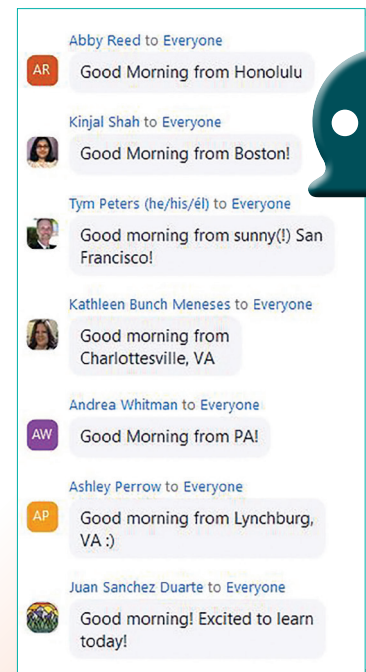 Abby Reed to Everyone
AR
Good Morning from Honolulu
Kinjal Shah to Everyone
Good Morning from Boston!
Tym Peters (he/his/él) to Everyone
Good morning from sunny(!) San
Francisco!
Kathleen Bunch Meneses to Everyone
Good morning from
Charlottesville, VA
Andrea Whitman to Everyone
AW
Good Morning from PA!
Ashley Perrow to Everyone
AP
Good morning from Lynchburg,
VA :)
Juan Sanchez Duarte to Everyone
Good morning! Excited to learn
today!